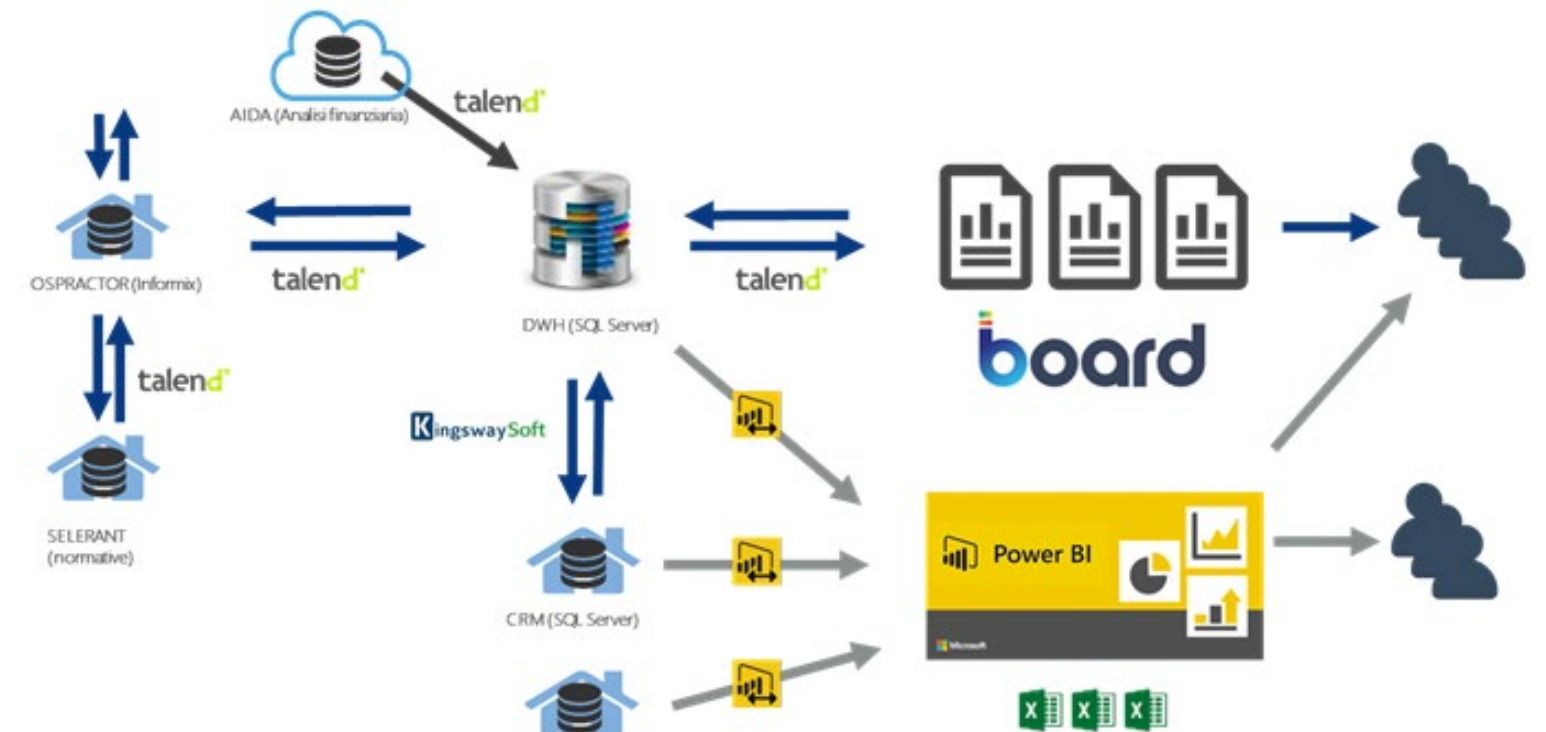 AIDA (Analisi finanziaria)
talend
OSPRACTOR (Informix)
talend
DWH (SQL Server)
talend
board
talend
KingswaySoft
SELERANT
(normative)
CRM (SQL Server)
Power BI
Microsoft
X X X